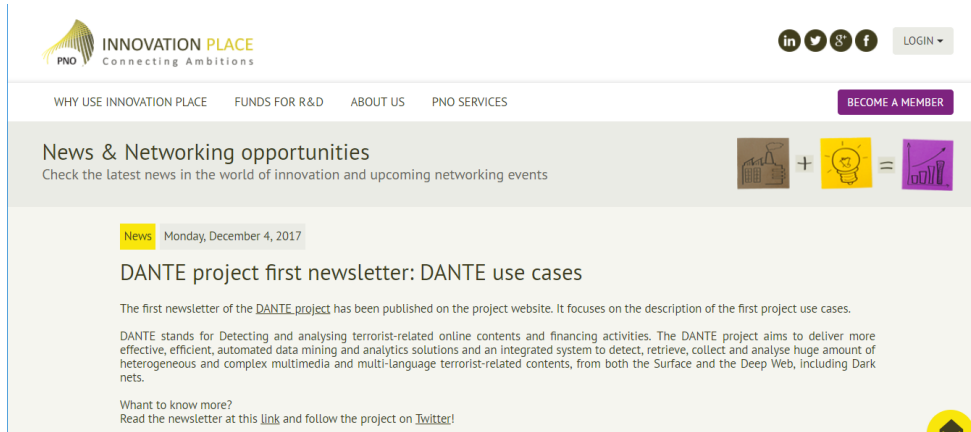 INNOVATION PLACE
PNO
Connecting Ambitions
in
g+
f
LOGIN
WHY USE INNOVATION PLACE
FUNDS FOR R&D
ABOUT US
PNO SERVICES
BECOME A MEMBER
News & Networking opportunities
Check the latest news in the world of innovation and upcoming networking events
+
=
News
Monday, December 4, 2017
DANTE project first newsletter: DANTE use cases
The first newsletter of the DANTE project has been published on the project website. It focuses on the description of the first project use cases.
DANTE stands for Detecting and analysing terrorist-related online contents and financing activities. The DANTE project aims to deliver more
effective, efficient, automated data mining and analytics solutions and an integrated system to detect, retrieve, collect and analyse huge amount of
heterogeneous and complex multimedia and multi-language terrorist-related contents, from both the Surface and the Deep Web, including Dark
nets.
Whant to know more?
Read the newsletter at this link and follow the project on Twitter!